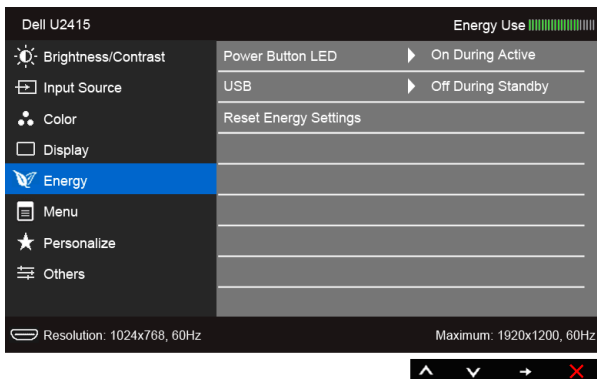 Dell U2415 Energy Use
Brightness/Contrast Power Button LED On During Active
Input Source USB Off During Standby
Color Reset Energy Settings
Display
Energy
Menu
Personalize
Others
Resolution: 1024x768, 60Hz Maximum: 1920x1200, 60Hz